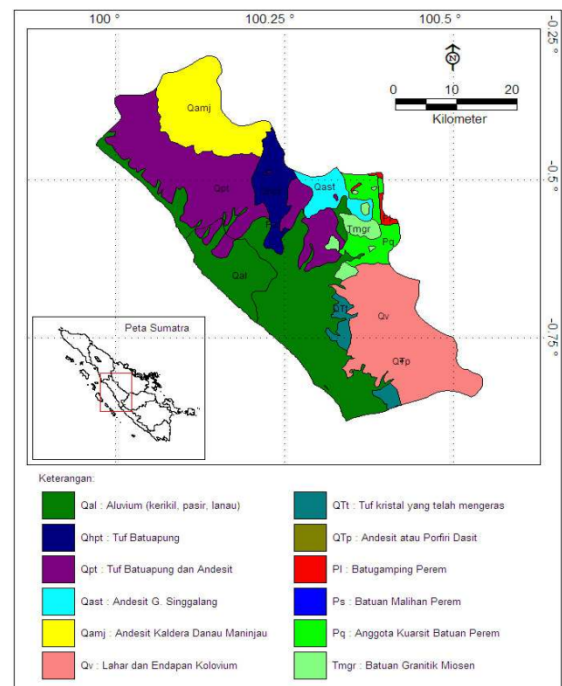 100 °
100.25 °
100.5 °
-0.25 °
N
0 10 20
Kilometer
Qamj
-0.5 °
Qast
Qpt
Tmgr
Pq
Qal
Qv
QTt
-0.75 °
QTp
Peta Sumatra
Keterangan:
Qal : Aluvium (kerikil, pasir, lanau)
QTt : Tuf kristal yang telah mengeras
Qhpt : Tuf Batuapung
QTp : Andesit atau Porfiri Dasit
Qpt : Tuf Batuapung dan Andesit
Pl : Batugamping Perem
Qast : Andesit G. Singgalang
Ps : Batuan Malihan Perem
Qamj : Andesit Kaldera Danau Maninjau
Pq : Anggota Kuarsit Batuan Perem
Qv : Lahar dan Endapan Kolovium
Tmgr : Batuan Granitik Miosen